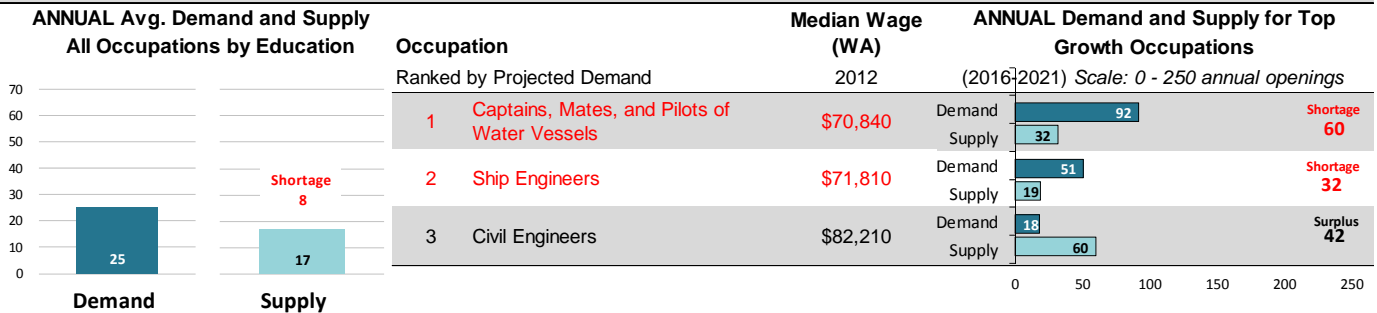 ANNUAL Avg. Demand and Supply
All Occupations by Education
70
60
50
40
30
20
10
0
25
Demand
Shortage
8
17
Supply
Occupation
Median Wage
(WA)
Ranked by Projected Demand
2012
1
Captains, Mates, and Pilots of
Water Vessels
$70,840
2
Ship Engineers
$71,810
3
Civil Engineers
$82,210
ANNUAL Demand and Supply for Top
Growth Occupations
(2016-2021) Scale: 0 - 250 annual openings
Demand
92
Supply
32
Shortage
60
Demand
51
Supply
19
Shortage
32
Demand
18
Supply
60
Surplus
42
0 50 100 150 200 250